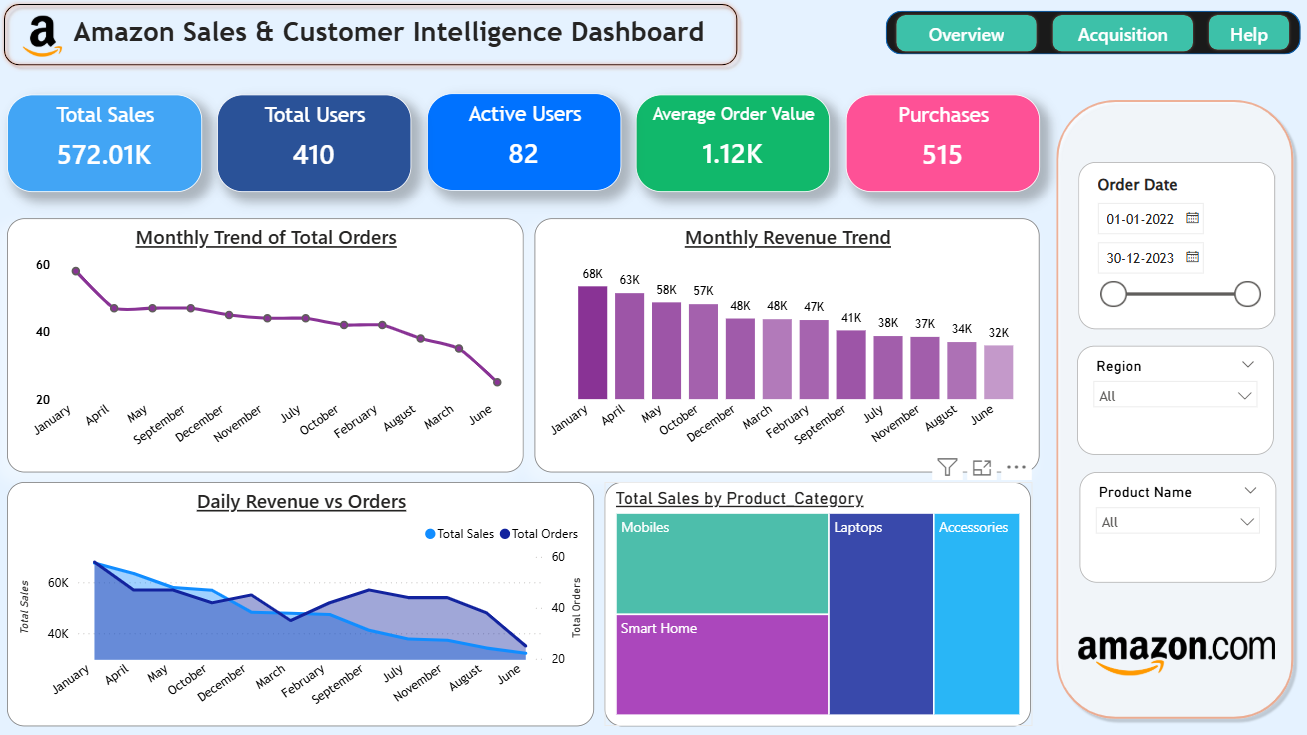 a
Amazon Sales & Customer Intelligence Dashboard
Overview
Acquisition
Help
Total Sales
572.01K
Total Users
410
Active Users
82
Average Order Value
1.12K
Purchases
515
Monthly Trend of Total Orders
60
40
20
January
April
May
September
December
November
July
October
February
August
March
June
Monthly Revenue Trend
68K
63K
58K
57K
48K
48K
47K
41K
38K
37K
34K
32K
January
April
May
October
December
March
February
September
July
November
August
June
Order Date
01-01-2022
30-12-2023
Region
All
Product Name
All
Daily Revenue vs Orders
Total Sales
Total Orders
Total Sales
60K
40K
60
40
20
Total Orders
January
April
May
October
December
March
February
September
July
November
August
June
Total Sales by Product_Category
Mobiles
Laptops
Accessories
Smart Home
amazon.com